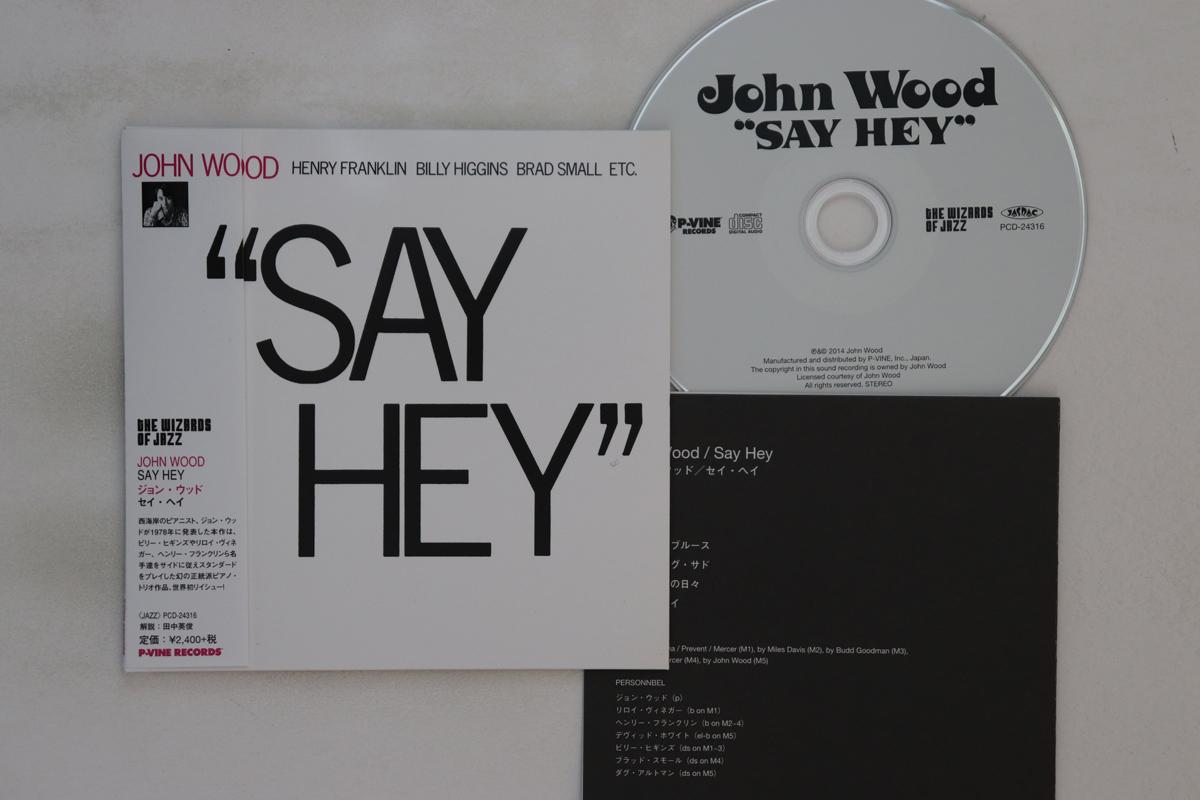 JOHN WOOD HENRY FRANKLIN BILLY HIGGINS BRAD SMALL ETC.
““SAY
HEY”
THE WIZARDS
OF JAZZ
JOHN WOOD
SAY HEY
ジョン・ウッド
セイ・ヘイ
西海岸のピアニスト、ジョン・ウッ
ドが1978年に発表した本作は、
ビリー・ヒギンズやリロイ・ヴィネ
ガー、ヘンリー・フランクリンら名
手達をサイドに従えスタンダード
をプレイした幻の正統派ピアノ・
トリオ作品、世界初リイシュー!
〈JAZZ〉PCD-24316
解説：田中英俊
定価：¥2,400+税
P-VINE RECORDS
John Wood
“SAY HEY”
P-VINE
RECORDS
COMPACT
disc
DIGITAL AUDIO
THE WIZARDS
OF JAZZ
JASRAC
PCD-24316
℗&© 2014 John Wood
Manufactured and distributed by P-VINE, Inc., Japan.
The copyright in this sound recording is owned by John Wood
Licensed courtesy of John Wood
All rights reserved. STEREO
ood / Say Hey
ッド／セイ・ヘイ
ブルース
グ・サド
の日々
イ
a / Prevent / Mercer (M1), by Miles Davis (M2), by Budd Goodman (M3),
rcer (M4), by John Wood (M5)
PERSONNBEL
ジョン・ウッド (p)
リロイ・ヴィネガー (b on M1)
ヘンリー・フランクリン (b on M2-4)
デヴィッド・ホワイト (el-b on M5)
ビリー・ヒギンズ (ds on M1-3)
ブラッド・スモール (ds on M4)
ダグ・アルトマン (ds on M5)